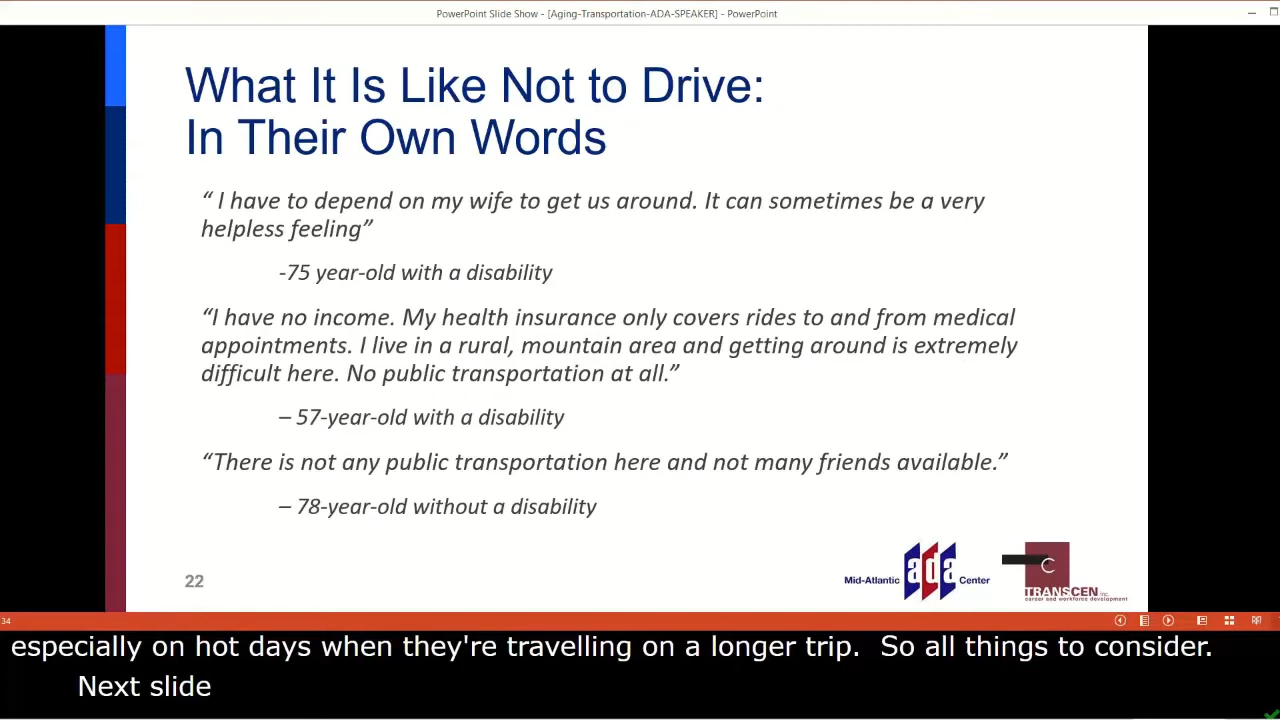 PowerPoint Slide Show - [Aging-Transportation-ADA-SPEAKER] - PowerPoint
What It Is Like Not to Drive:
In Their Own Words
“ I have to depend on my wife to get us around. It can sometimes be a very
helpless feeling”
-75 year-old with a disability
“I have no income. My health insurance only covers rides to and from medical
appointments. I live in a rural, mountain area and getting around is extremely
difficult here. No public transportation at all.”
– 57-year-old with a disability
“There is not any public transportation here and not many friends available.”
– 78-year-old without a disability
22
Mid-Atlantic ada Center
C
TRANSCEN inc.
career and workforce development
34
especially on hot days when they're travelling on a longer trip.  So all things to consider.
Next slide